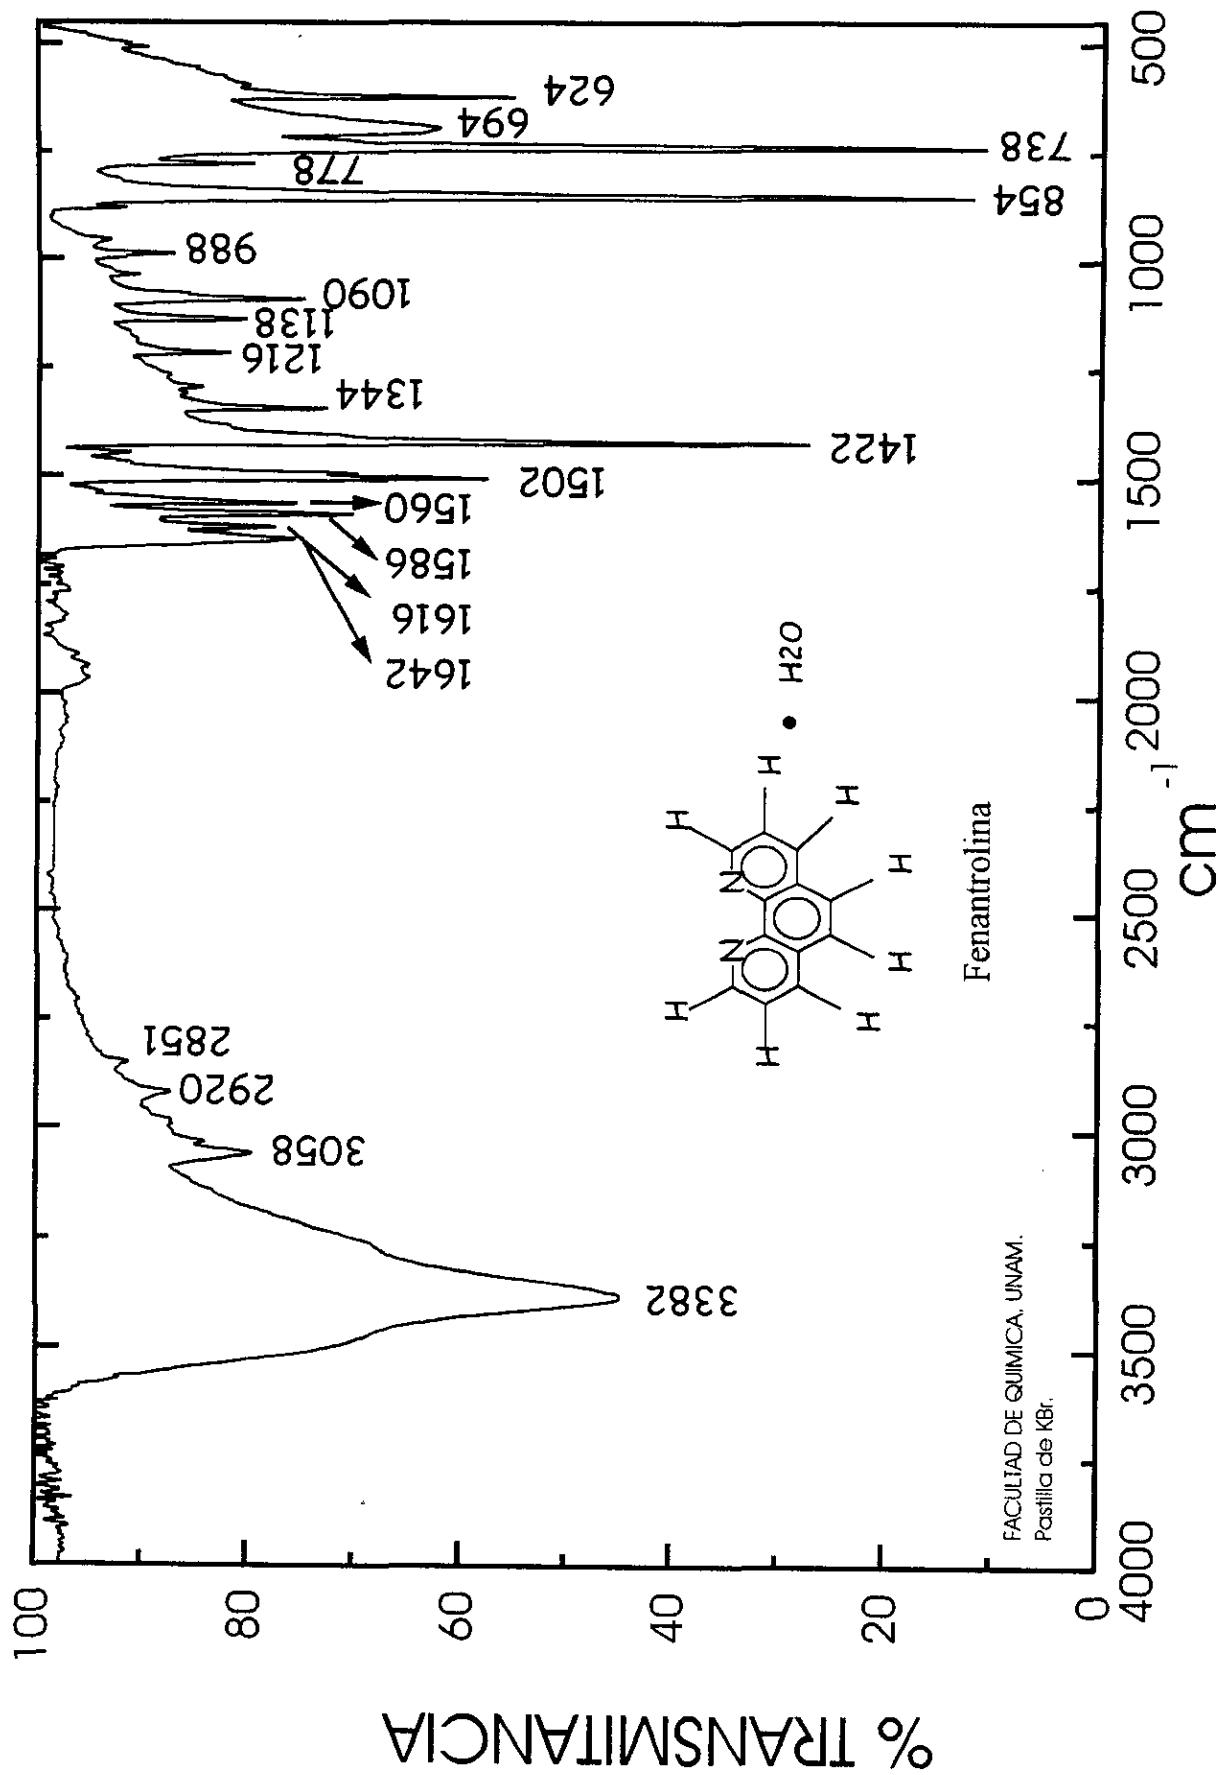 % TRANSMITANCIA
100
80
60
40
20
0
4000
3500
3000
2500
2000
1500
1000
500
cm-1
3382
3058
2920
2851
1642
1616
1586
1560
1502
1422
1344
1216
1138
1090
988
854
778
738
694
624
H
H
H
H
H
H
H
H
N
N
• H2O
Fenantrolina
FACULTAD DE QUIMICA, UNAM.
Pastilla de KBr.